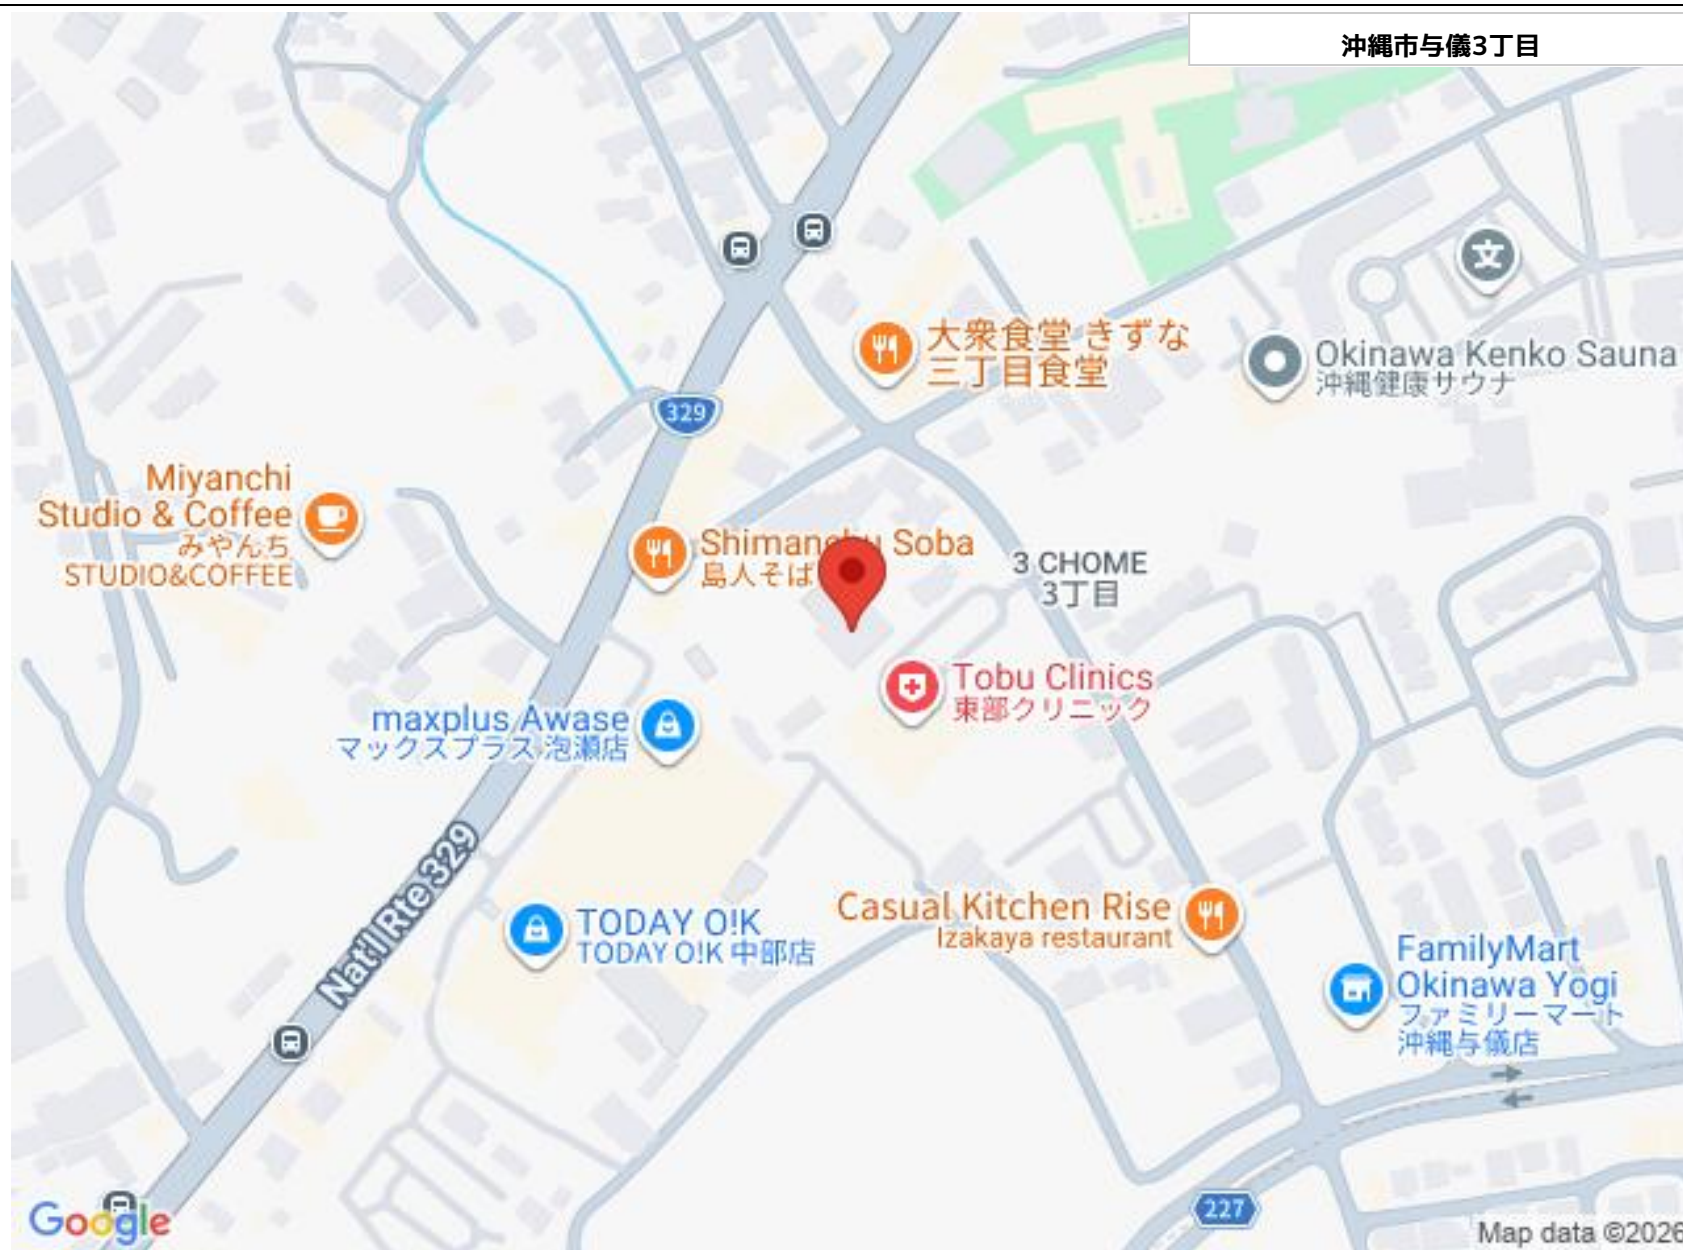 沖縄市与儀3丁目
文
大衆食堂 きずな
三丁目食堂
Okinawa Kenko Sauna
沖縄健康サウナ
329
Miyanchi
Studio & Coffee
みやんち
STUDIO&COFFEE
Soba
島人そば
3 CHOME
3丁目
Tobu Clinics
東部クリニック
maxplus Awase
マックスプラス 泡瀬店
Nat'l Rte 329
TODAY O!K
TODAY O!K 中部店
Casual Kitchen Rise
Izakaya restaurant
FamilyMart
Okinawa Yogi
ファミリーマート
沖縄与儀店
227
Google
Map data ©2026